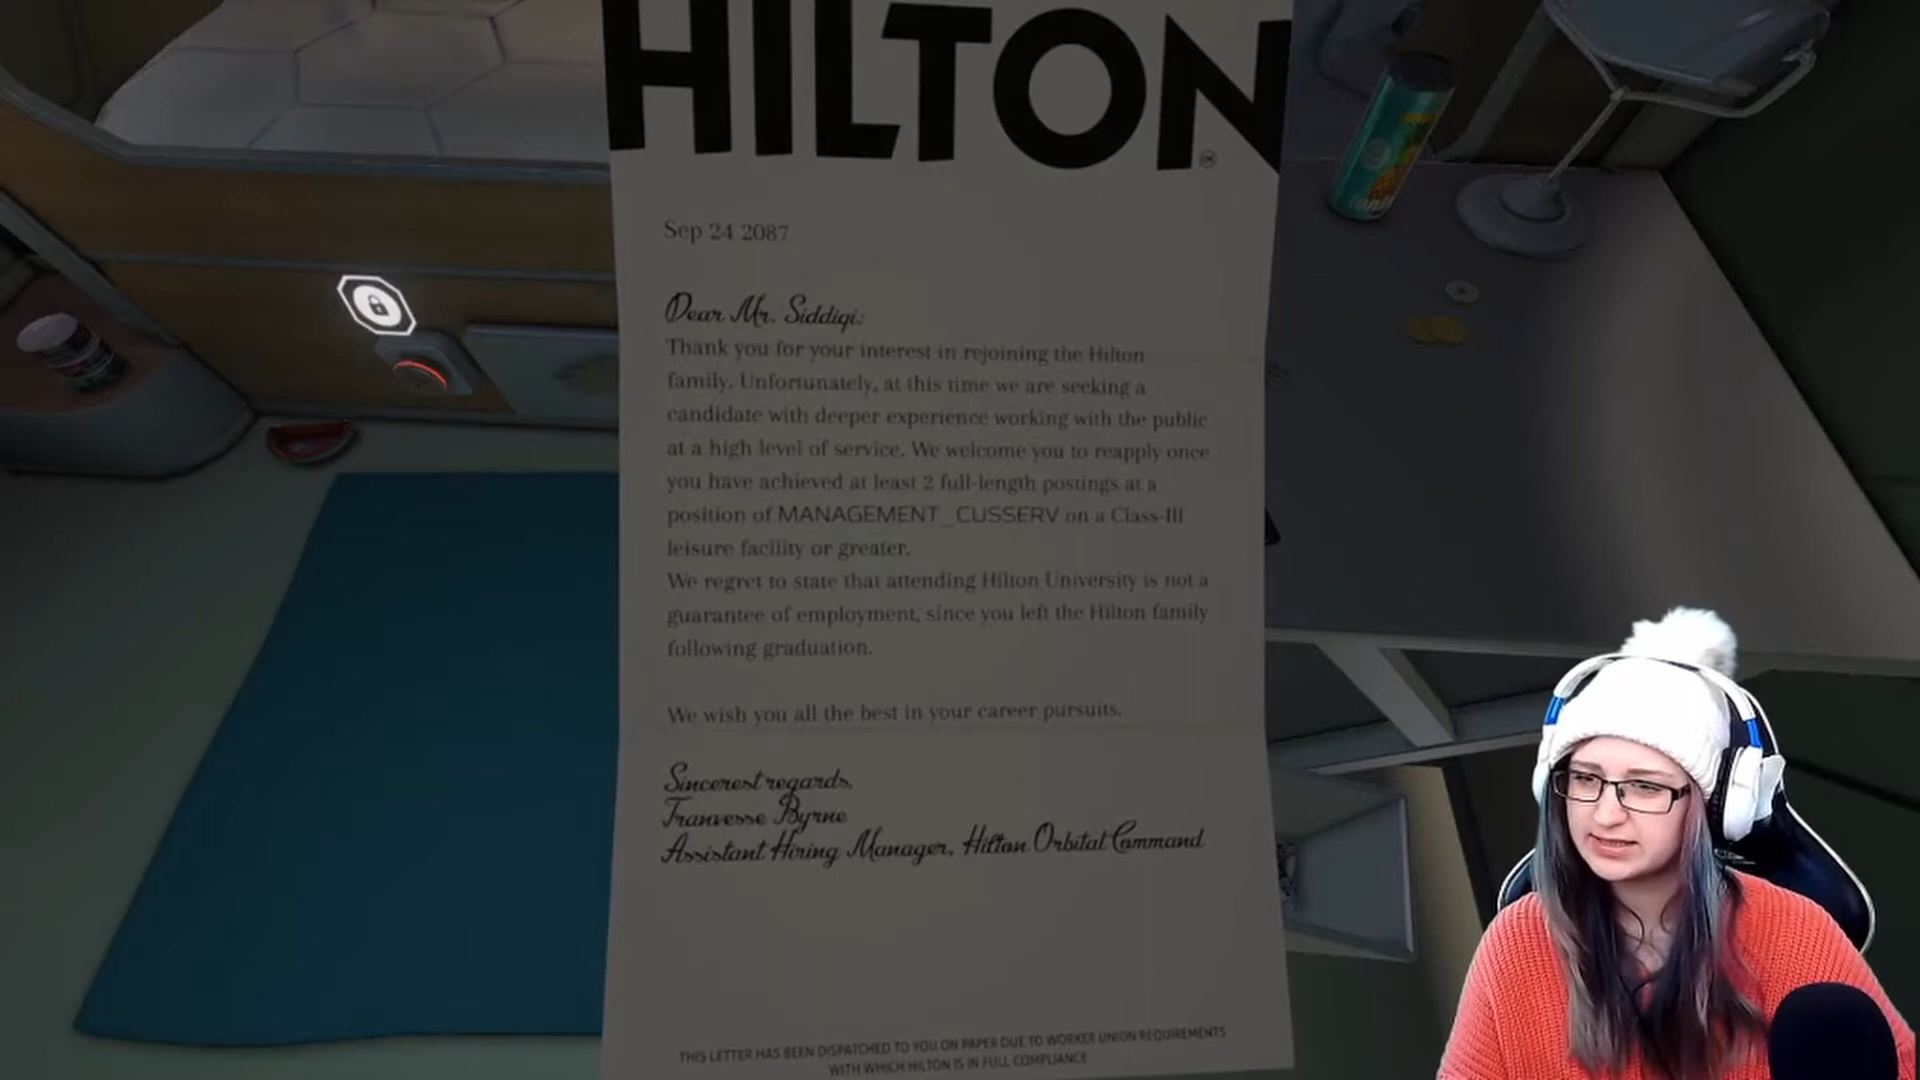 HILTON
Sep 24 2087
Dear Mr. Siddiqi:
Thank you for your interest in rejoining the Hilton
family. Unfortunately, at this time we are seeking a
candidate with deeper experience working with the public
at a high level of service. We welcome you to reapply once
you have achieved at least 2 full-length postings at a
position of MANAGEMENT_CUSSERV on a Class-III
leisure facility or greater.
We regret to state that attending Hilton University is not a
guarantee of employment, since you left the Hilton family
following graduation.
We wish you all the best in your career pursuits.
Sincerest regards,
Tranvesse Byrne
Assistant Hiring Manager, Hilton Orbital Command
THIS LETTER HAS BEEN DISPATCHED TO YOU ON PAPER DUE TO WORKER UNION REQUIREMENTS
WITH WHICH HILTON IS IN FULL COMPLIANCE